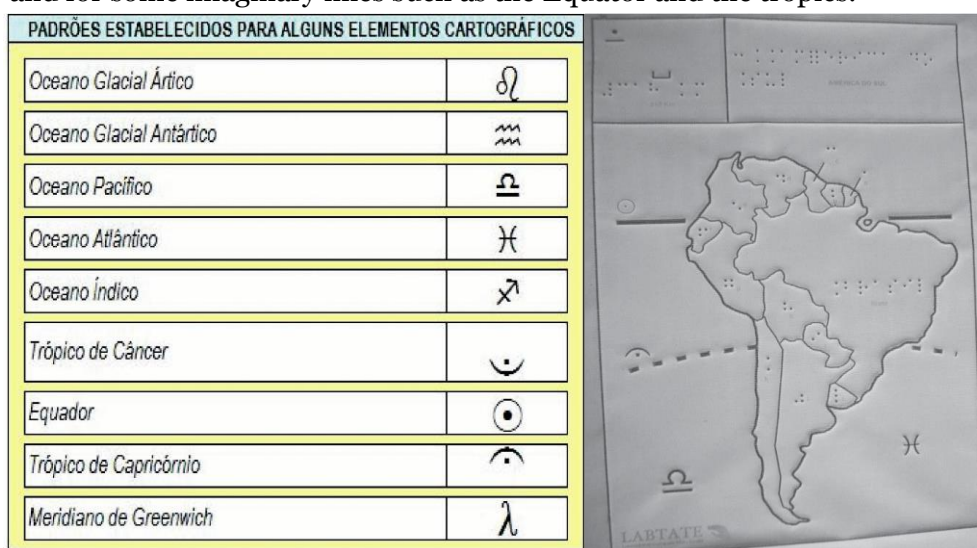 and for some imaginary lines such as the Equator and the tropics.
PADRÕES ESTABELECIDOS PARA ALGUNS ELEMENTOS CARTOGRÁFICOS
Oceano Glacial Ártico
Oceano Glacial Antártico
Oceano Pacífico
Oceano Atlântico
Oceano Índico
Trópico de Câncer
Equador
Trópico de Capricórnio
Meridiano de Greenwich
AMÉRICA DO SUL
LABTATE